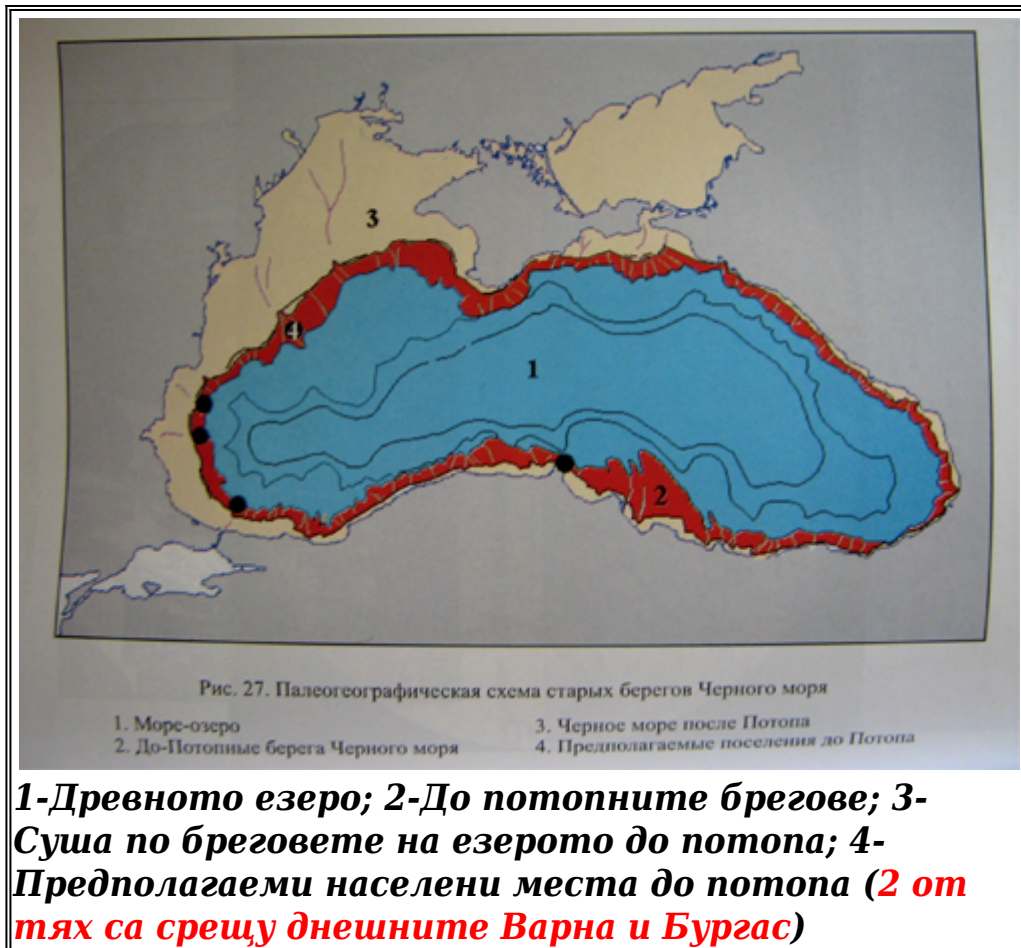 3
4
1
2
Рис. 27. Палеогеографическая схема старых берегов Черного моря
1. Море-озеро
2. До-Потопные берега Черного моря
3. Черное море после Потопа
4. Предполагаемые поселения до Потопа
1-Древното езеро; 2-До потопните брегове; 3-
Суша по бреговете на езерото до потопа; 4-
Предполагаеми населени места до потопа (2 от
тях са срещу днешните Варна и Бургас)